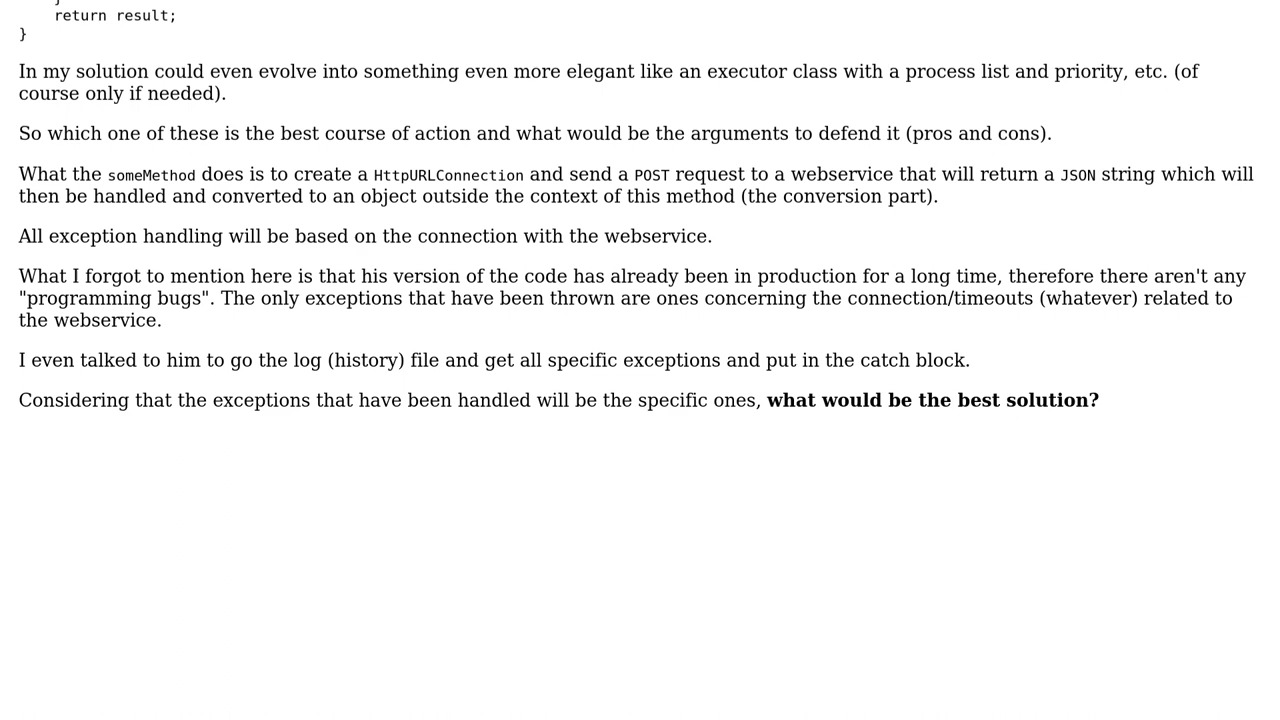 }
return result;
}
In my solution could even evolve into something even more elegant like an executor class with a process list and priority, etc. (of
course only if needed).
So which one of these is the best course of action and what would be the arguments to defend it (pros and cons).
What the someMethod does is to create a HttpURLConnection and send a POST request to a webservice that will return a JSON string which will
then be handled and converted to an object outside the context of this method (the conversion part).
All exception handling will be based on the connection with the webservice.
What I forgot to mention here is that his version of the code has already been in production for a long time, therefore there aren't any
"programming bugs". The only exceptions that have been thrown are ones concerning the connection/timeouts (whatever) related to
the webservice.
I even talked to him to go the log (history) file and get all specific exceptions and put in the catch block.
Considering that the exceptions that have been handled will be the specific ones, what would be the best solution?